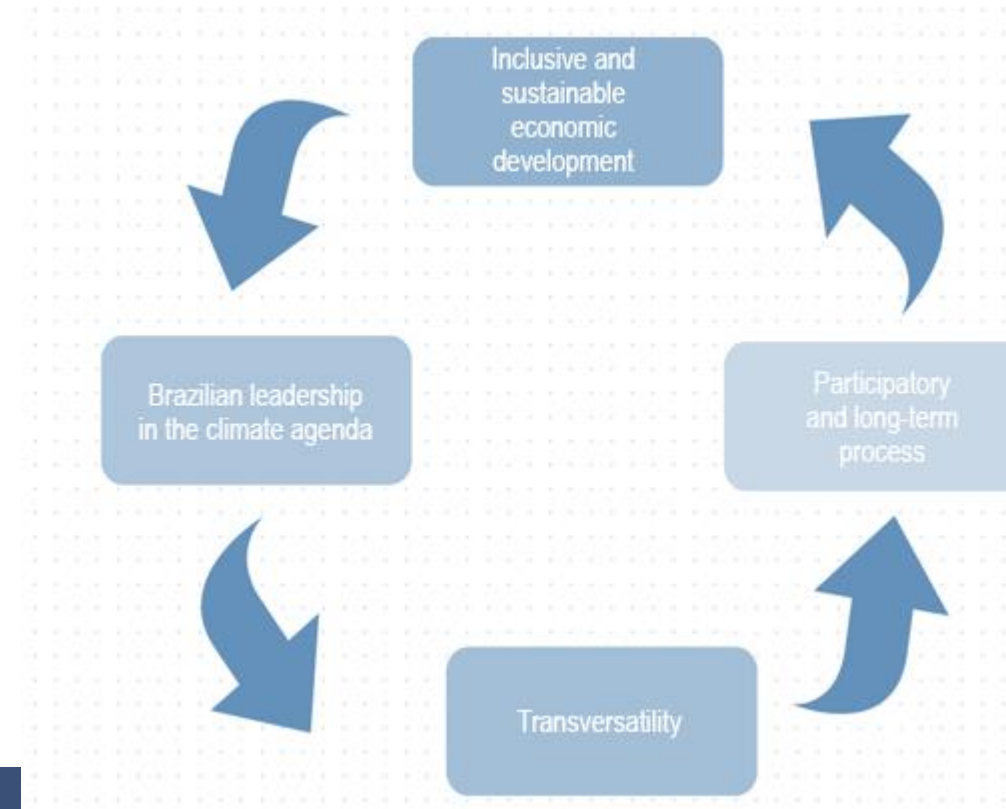 Inclusive and
sustainable
economic
development
Brazilian leadership
in the climate agenda
Participatory
and long-term
process
Transversatility